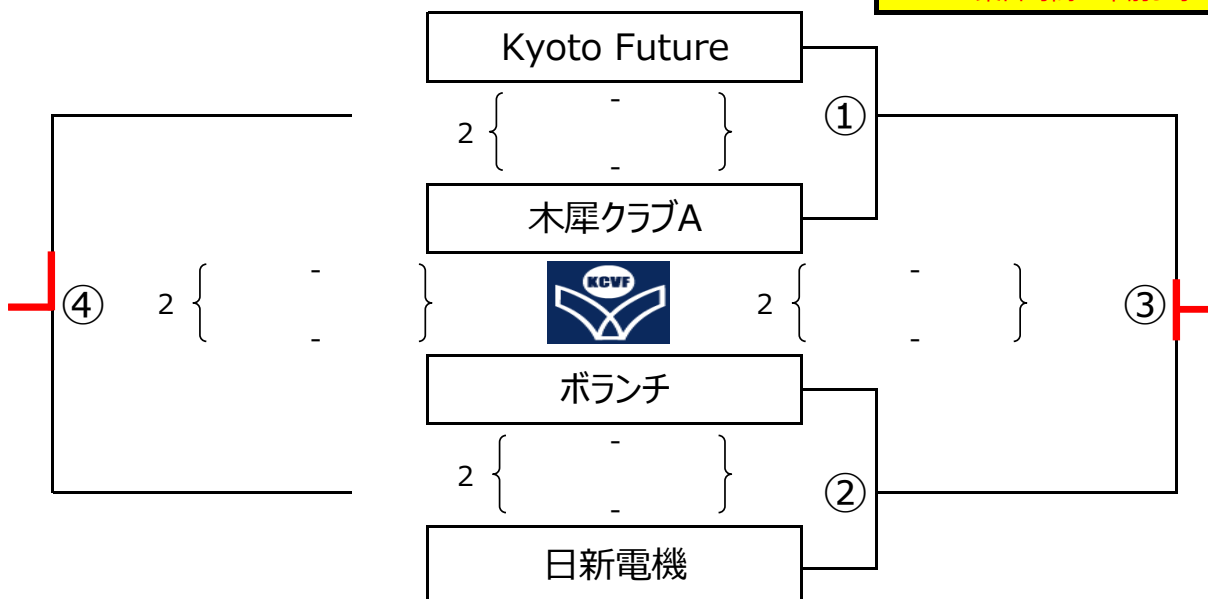 Kyoto Future
2 { - }
①
-
木犀クラブA
④ 2 { - } KCVF 2 { - } ③
- -
ボランチ
2 { - }
②
-
日新電機